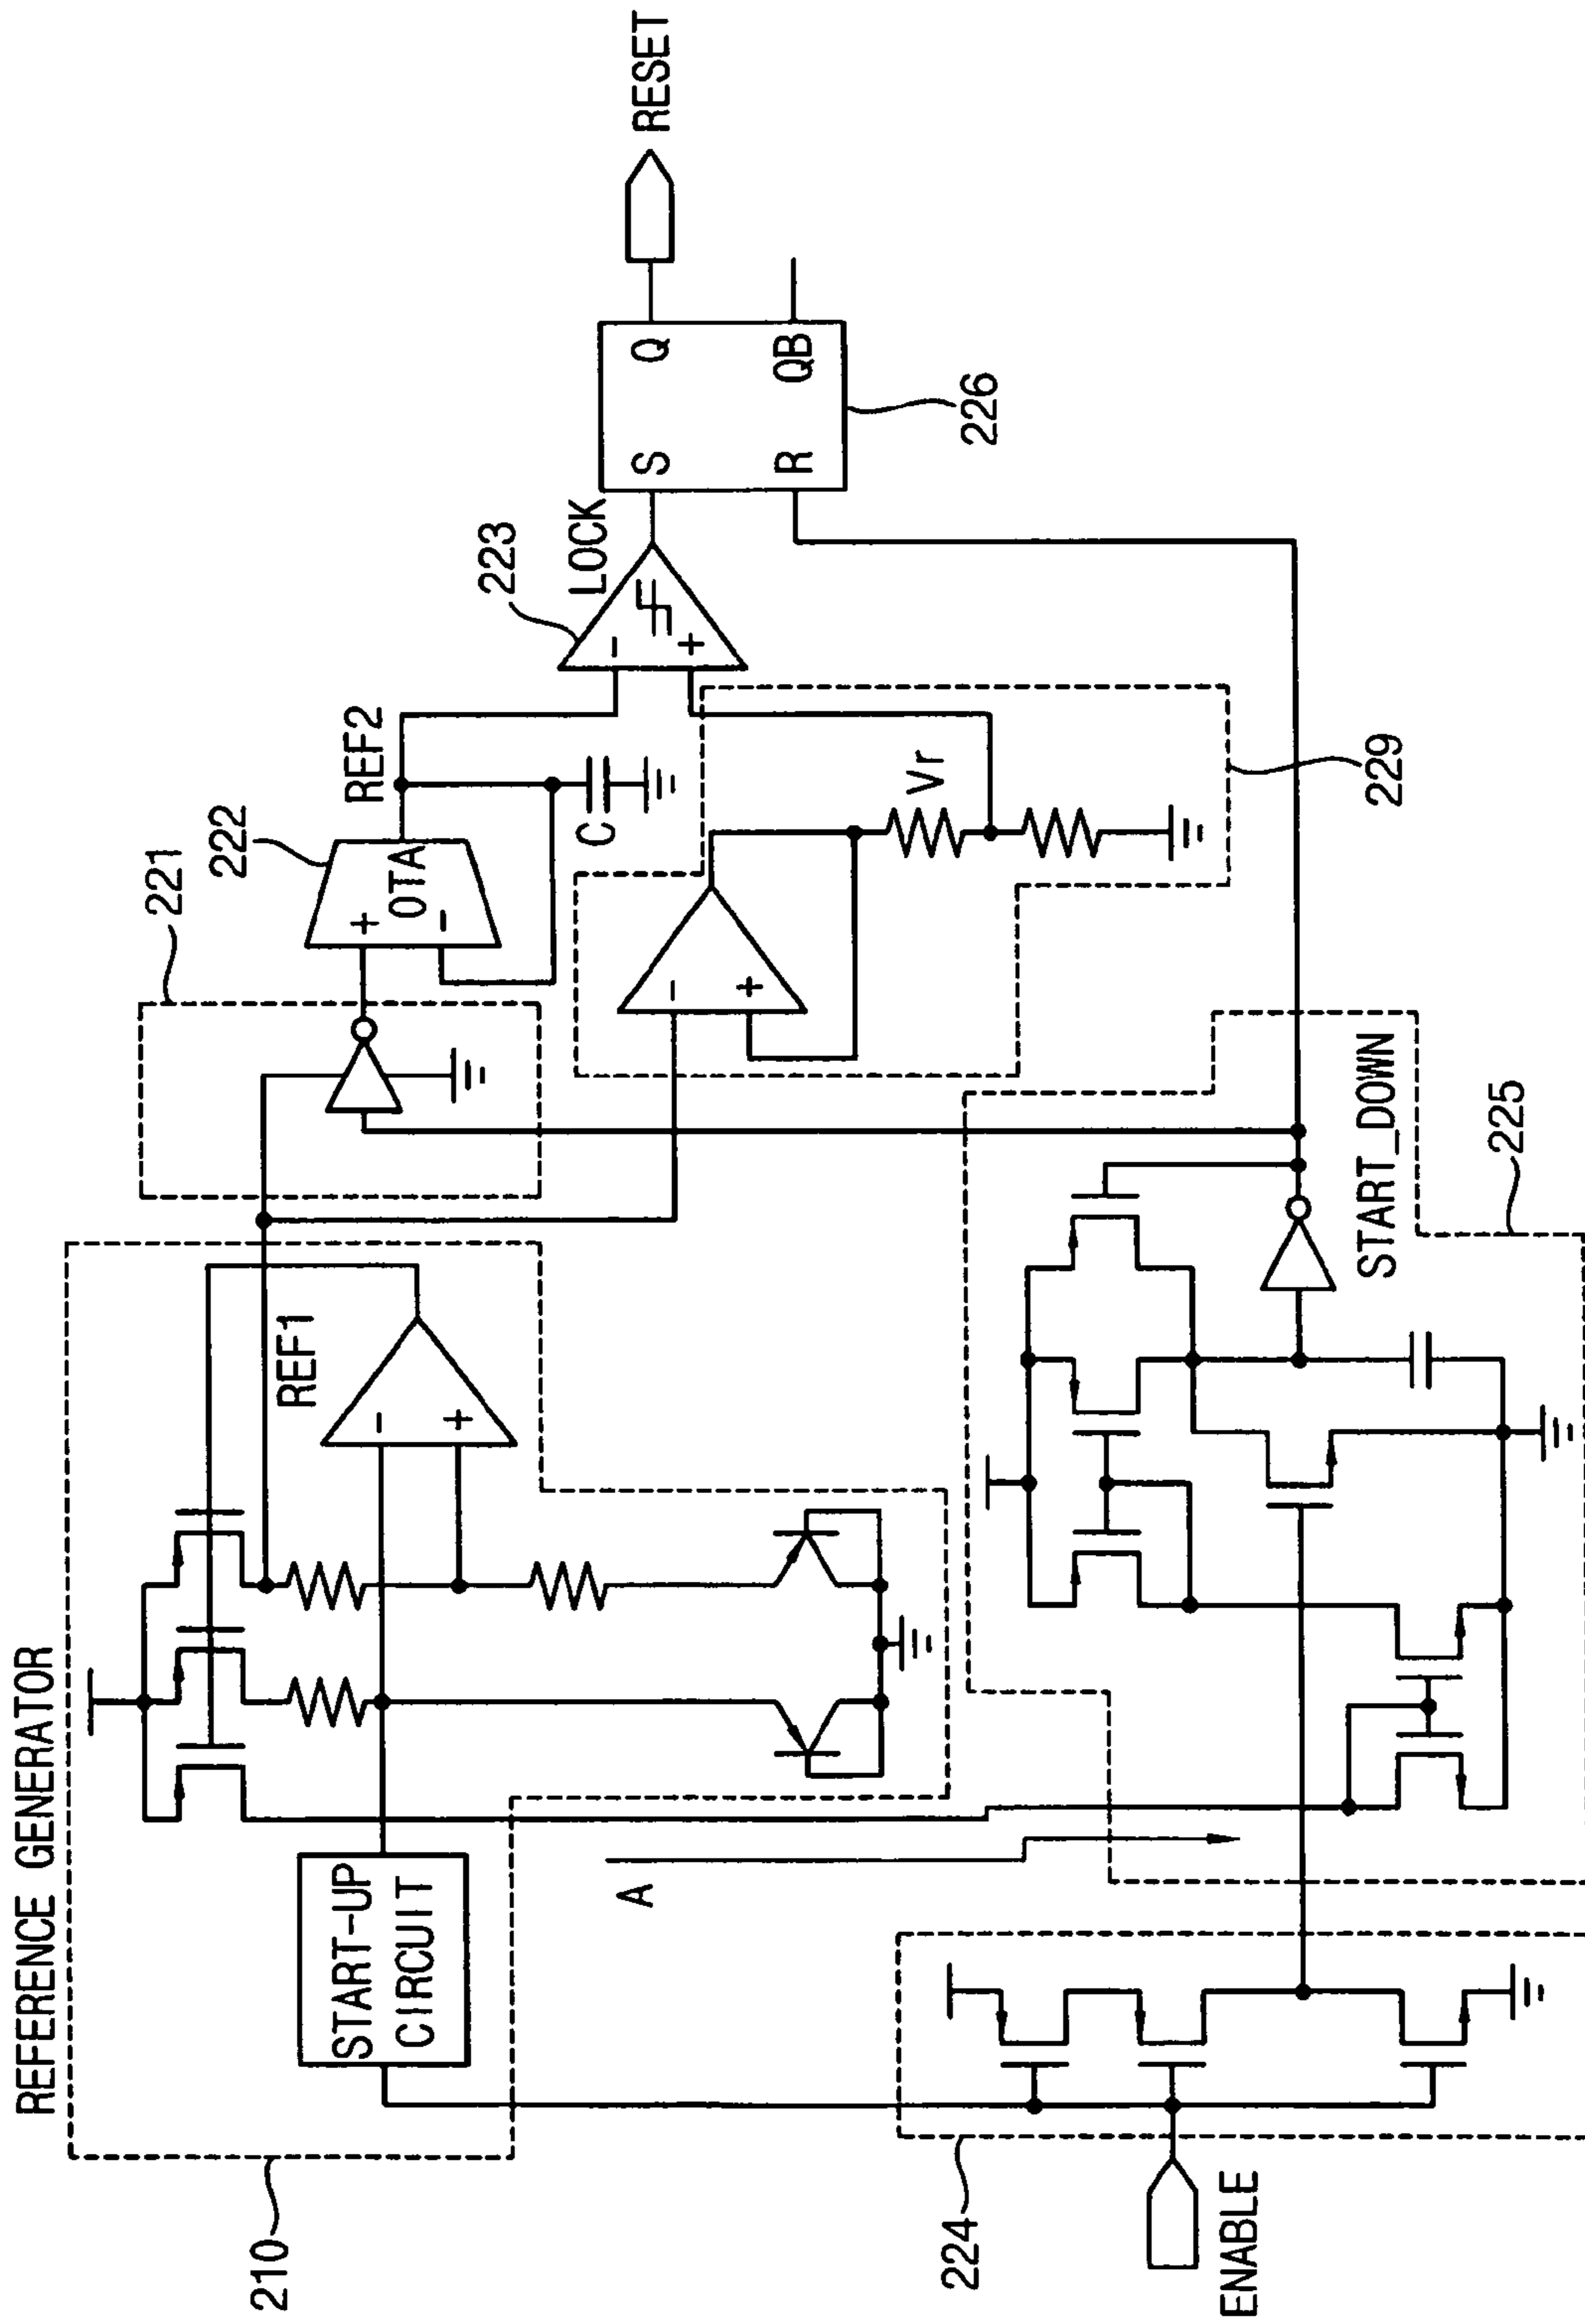 REFERENCE GENERATOR
210
START-UP
CIRCUIT
REF1
-
+
221
222
+
-
OTA
REF2
C
223
-
+
LOCK
S
Q
R
QB
226
RESET
-
+
Vr
229
A
224
ENABLE
START_DOWN
225